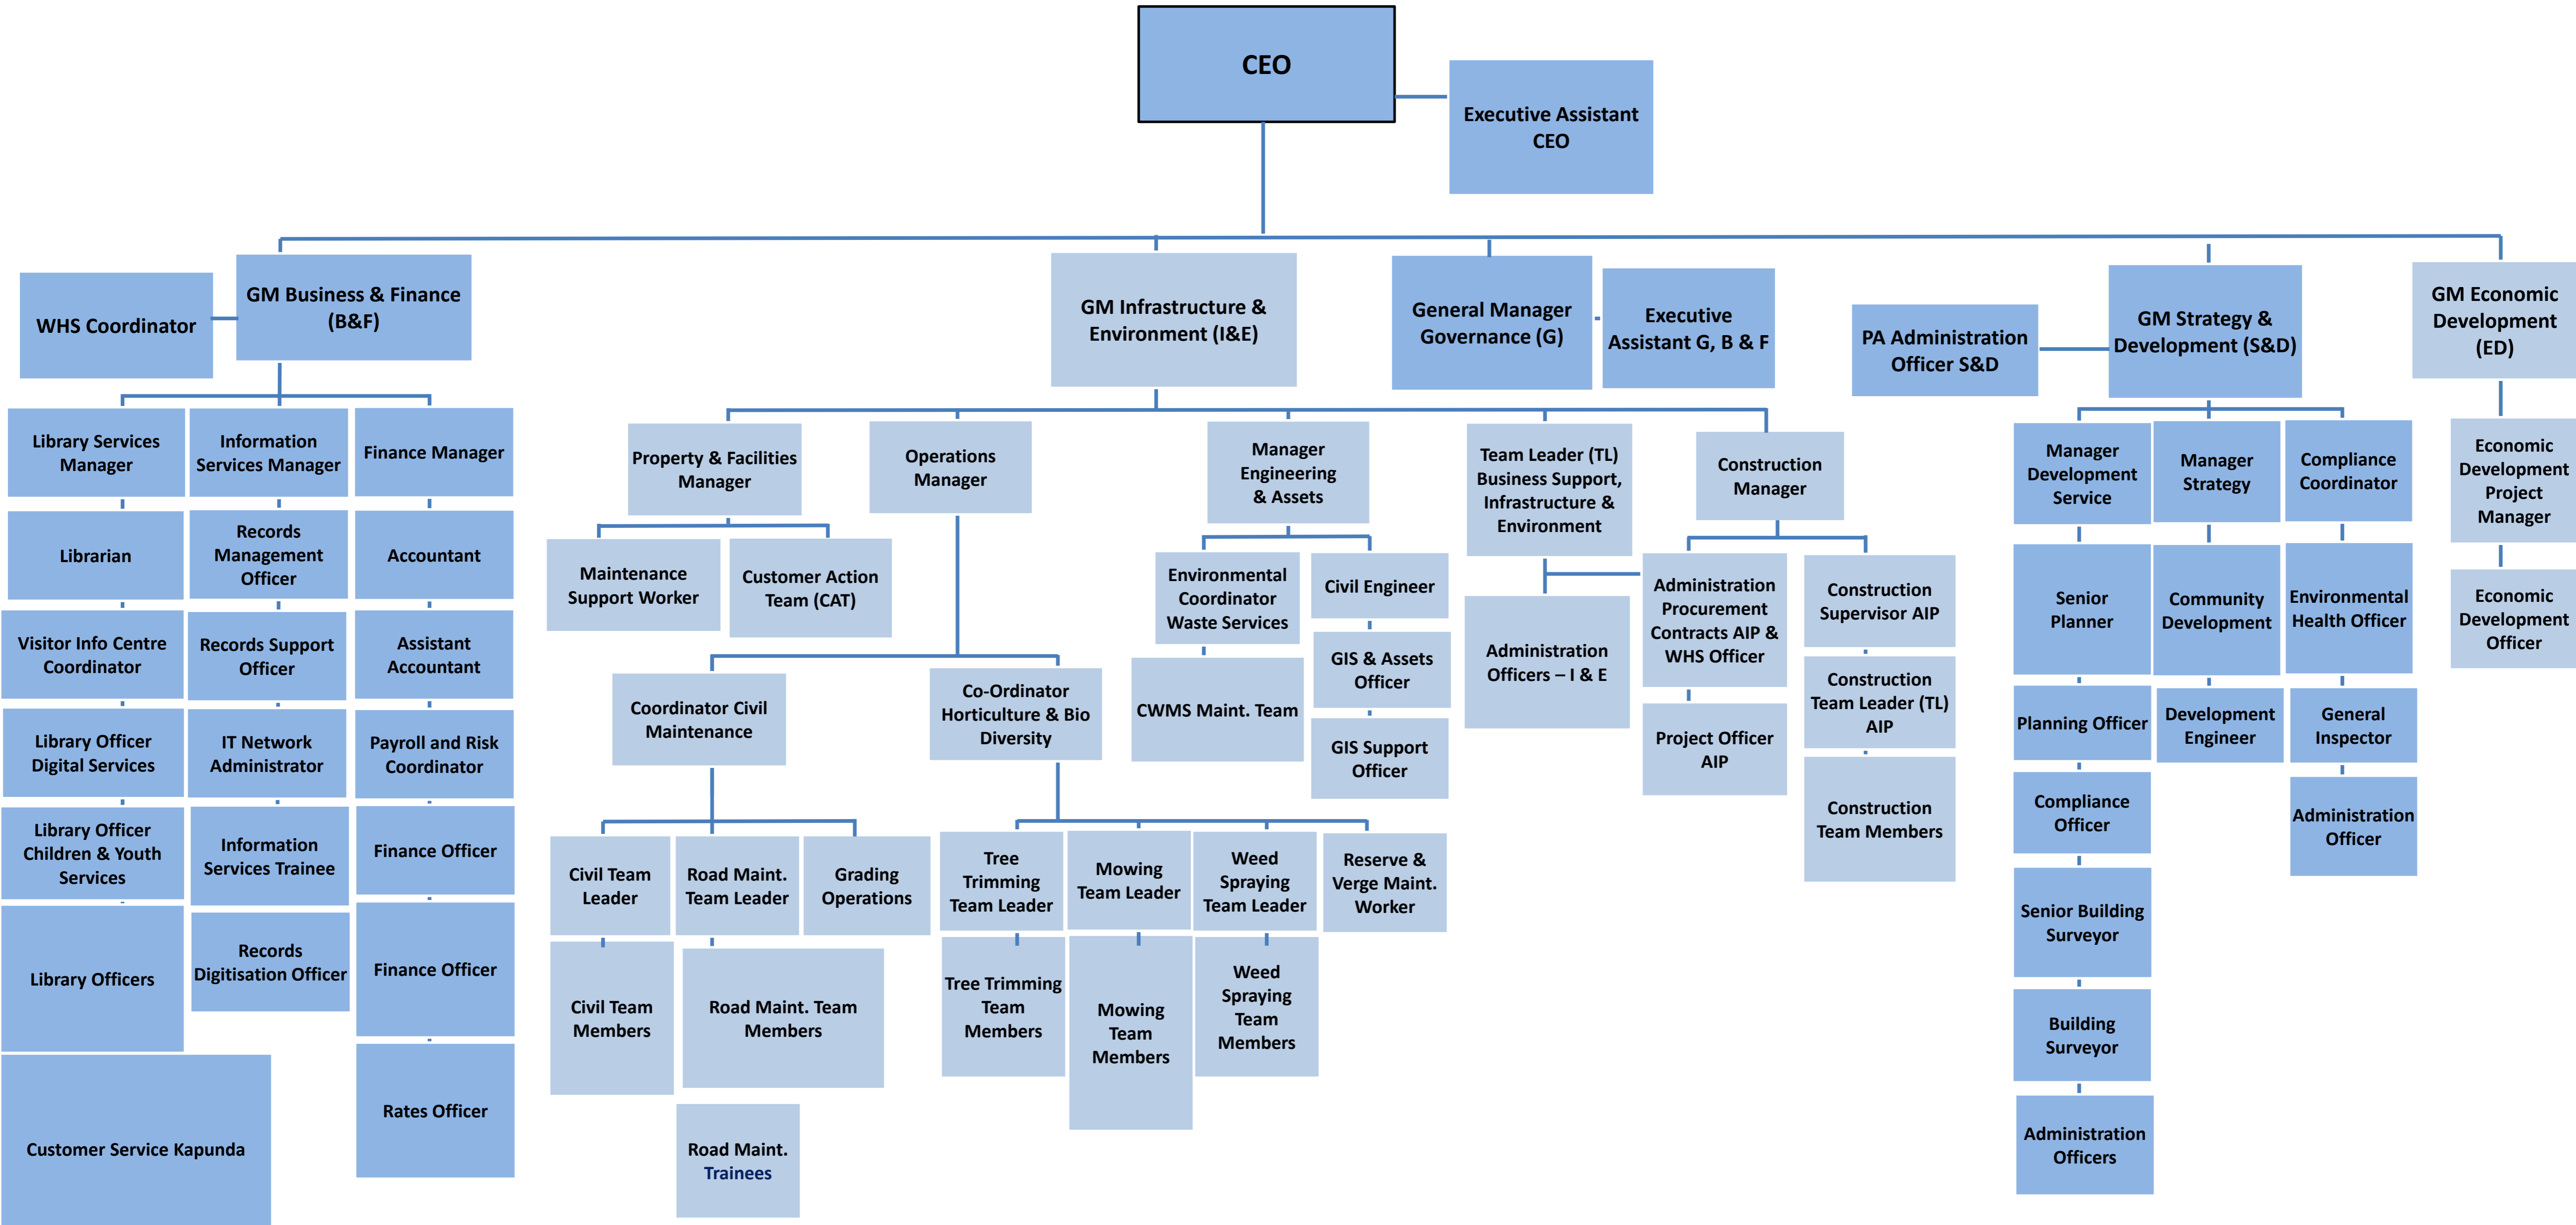 CEO
Executive Assistant
CEO
WHS Coordinator
GM Business & Finance
(B&F)
GM Infrastructure &
Environment (I&E)
General Manager
Governance (G)
Executive
Assistant G, B & F
PA Administration
Officer S&D
GM Strategy &
Development (S&D)
GM Economic
Development
(ED)
Library Services
Manager
Librarian
Visitor Info Centre
Coordinator
Library Officer
Digital Services
Library Officer
Children & Youth
Services
Library Officers
Customer Service Kapunda
Information
Services Manager
Records
Management
Officer
Records Support
Officer
IT Network
Administrator
Information
Services Trainee
Records
Digitisation Officer
Finance Manager
Accountant
Assistant
Accountant
Payroll and Risk
Coordinator
Finance Officer
Finance Officer
Rates Officer
Property & Facilities
Manager
Maintenance
Support Worker
Customer Action
Team (CAT)
Operations
Manager
Coordinator Civil
Maintenance
Civil Team
Leader
Civil Team
Members
Road Maint.
Team Leader
Road Maint. Team
Members
Road Maint.
Trainees
Grading
Operations
Co-Ordinator
Horticulture & Bio
Diversity
Tree
Trimming
Team Leader
Tree Trimming
Team
Members
Mowing
Team Leader
Mowing
Team
Members
Weed
Spraying
Team Leader
Weed
Spraying
Team
Members
Reserve &
Verge Maint.
Worker
Manager
Engineering
& Assets
Environmental
Coordinator
Waste Services
CWMS Maint. Team
Civil Engineer
GIS & Assets
Officer
GIS Support
Officer
Team Leader (TL)
Business Support,
Infrastructure &
Environment
Administration
Officers – I & E
Construction
Manager
Administration
Procurement
Contracts AIP &
WHS Officer
Project Officer
AIP
Construction
Supervisor AIP
Construction
Team Leader (TL)
AIP
Construction
Team Members
Manager
Development
Service
Senior
Planner
Planning Officer
Compliance
Officer
Senior Building
Surveyor
Building
Surveyor
Administration
Officers
Manager
Strategy
Community
Development
Development
Engineer
Compliance
Coordinator
Environmental
Health Officer
General
Inspector
Administration
Officer
Economic
Development
Project
Manager
Economic
Development
Officer